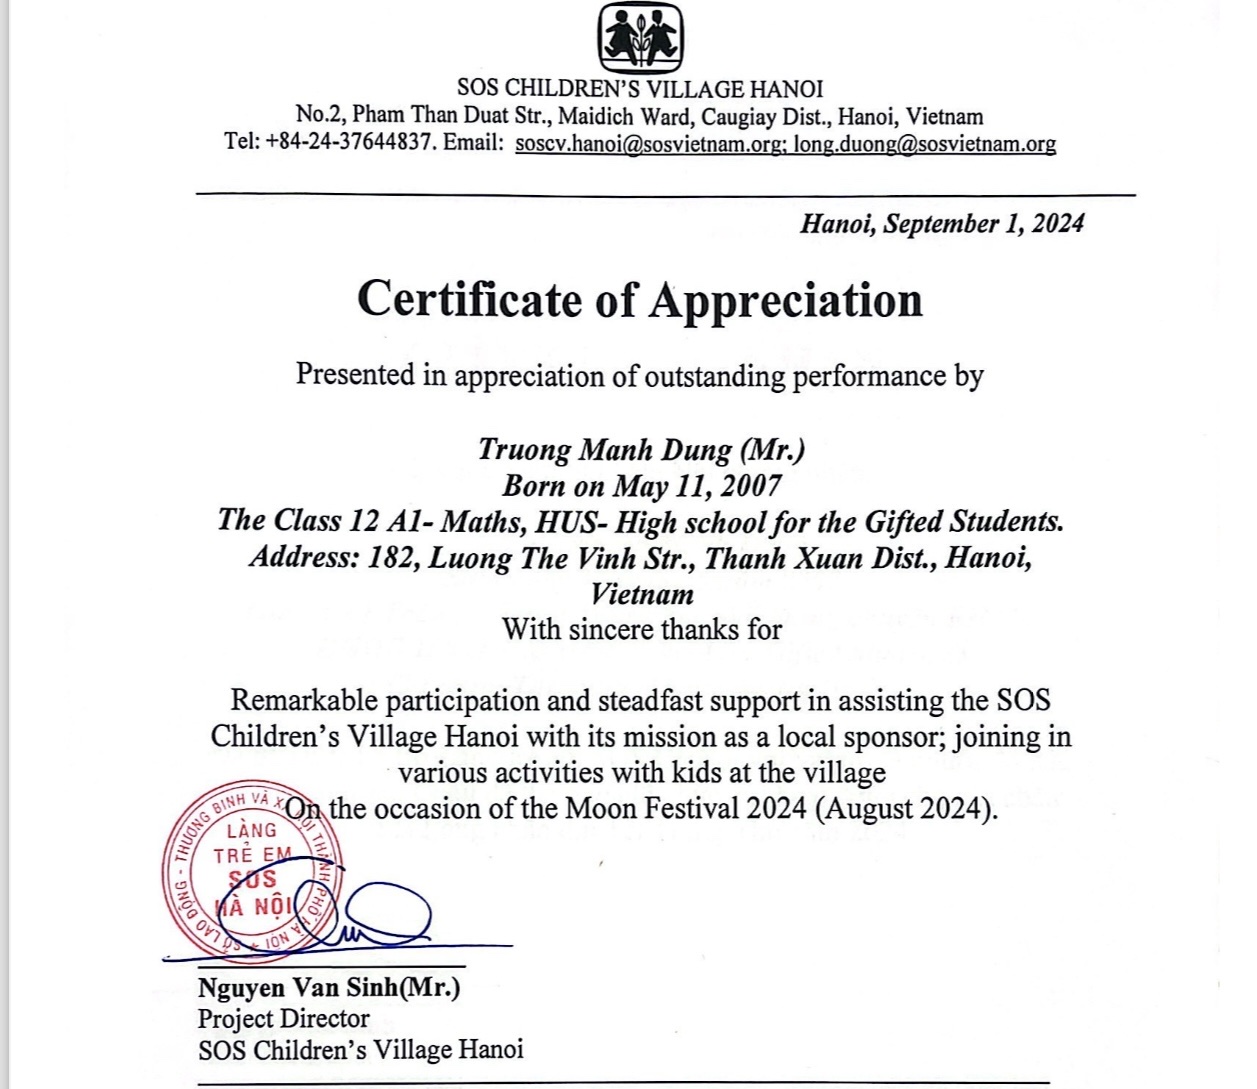 SOS CHILDREN'S VILLAGE HANOI
No.2, Pham Than Duat Str., Maidich Ward, Caugiay Dist., Hanoi, Vietnam
Tel: +84-24-37644837. Email: soscv.hanoi@sosvietnam.org; long.duong@sosvietnam.org
Hanoi, September 1, 2024
Certificate of Appreciation
Presented in appreciation of outstanding performance by
Truong Manh Dung (Mr.)
Born on May 11, 2007
The Class 12 A1- Maths, HUS- High school for the Gifted Students.
Address: 182, Luong The Vinh Str., Thanh Xuan Dist., Hanoi,
Vietnam
With sincere thanks for
Remarkable participation and steadfast support in assisting the SOS
Children's Village Hanoi with its mission as a local sponsor; joining in
various activities with kids at the village
On the occasion of the Moon Festival 2024 (August 2024).
SỞ LAO ĐỘNG - THƯƠNG BINH VÀ XÃ HỘI THÀNH PHỐ HÀ NỘI
LÀNG
TRẺ EM
SOS
HÀ NỘI
Nguyen Van Sinh(Mr.)
Project Director
SOS Children's Village Hanoi